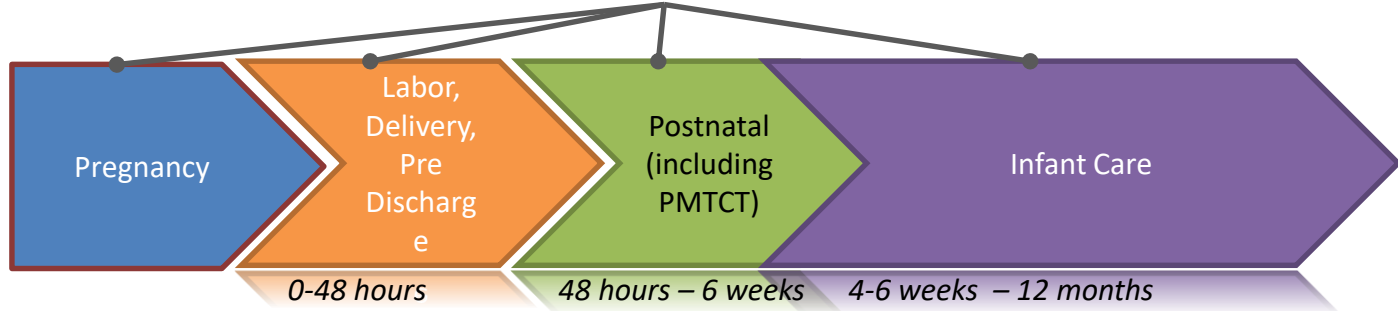 Pregnancy
Labor,
Delivery,
Pre
Discharg
e
Postnatal
(including
PMTCT)
Infant Care
0-48 hours
48 hours – 6 weeks
4-6 weeks – 12 months